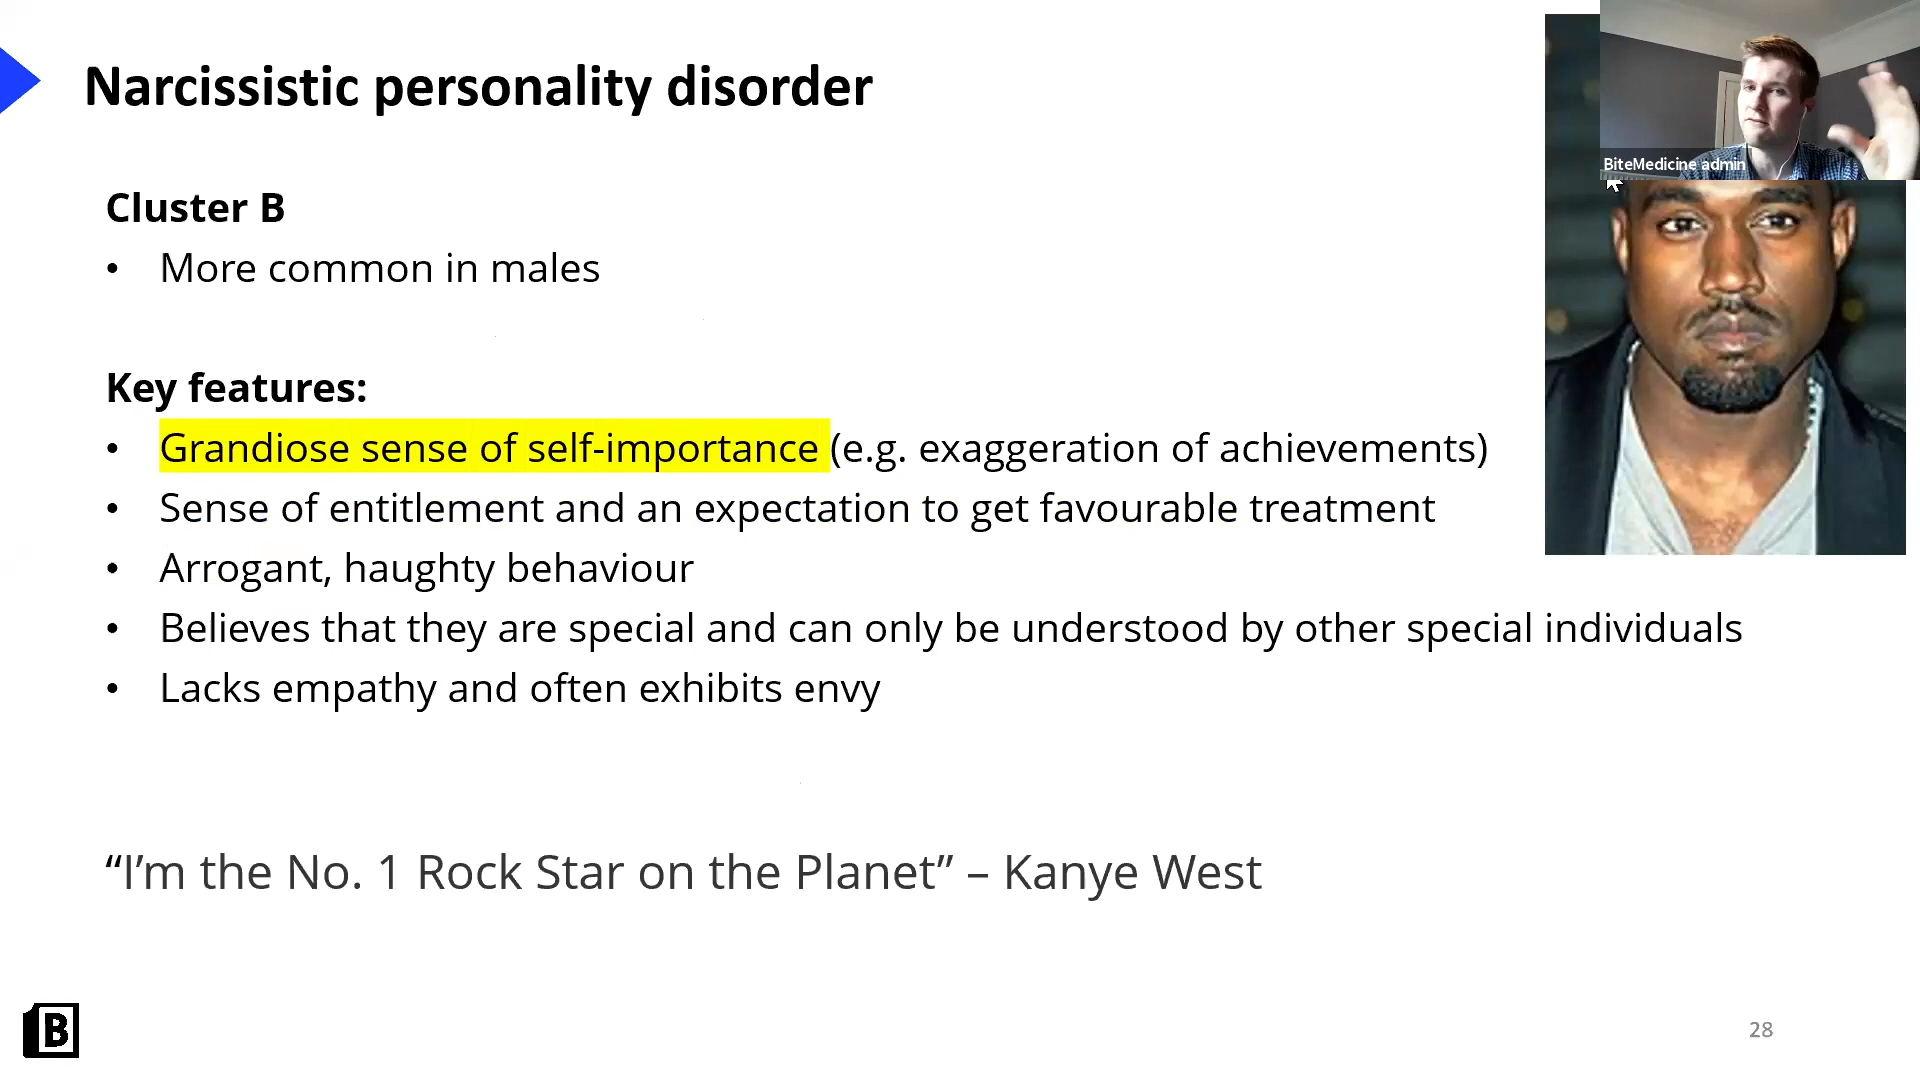 Narcissistic personality disorder
BiteMedicine admin
Cluster B
• More common in males
Key features:
• Grandiose sense of self-importance (e.g. exaggeration of achievements)
• Sense of entitlement and an expectation to get favourable treatment
• Arrogant, haughty behaviour
• Believes that they are special and can only be understood by other special individuals
• Lacks empathy and often exhibits envy
“I’m the No. 1 Rock Star on the Planet” – Kanye West
B
28